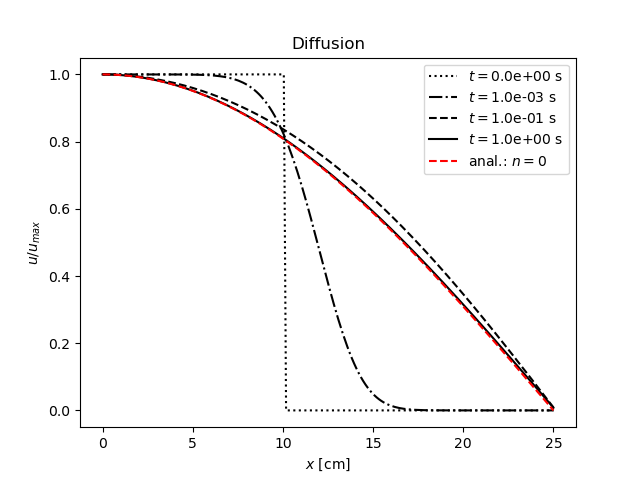 Diffusion
t = 0.0e+00 s
t = 1.0e-03 s
t = 1.0e-01 s
t = 1.0e+00 s
anal.: n = 0
1.0
0.8
0.6
0.4
0.2
0.0
u/u_max
0 5 10 15 20 25
x [cm]